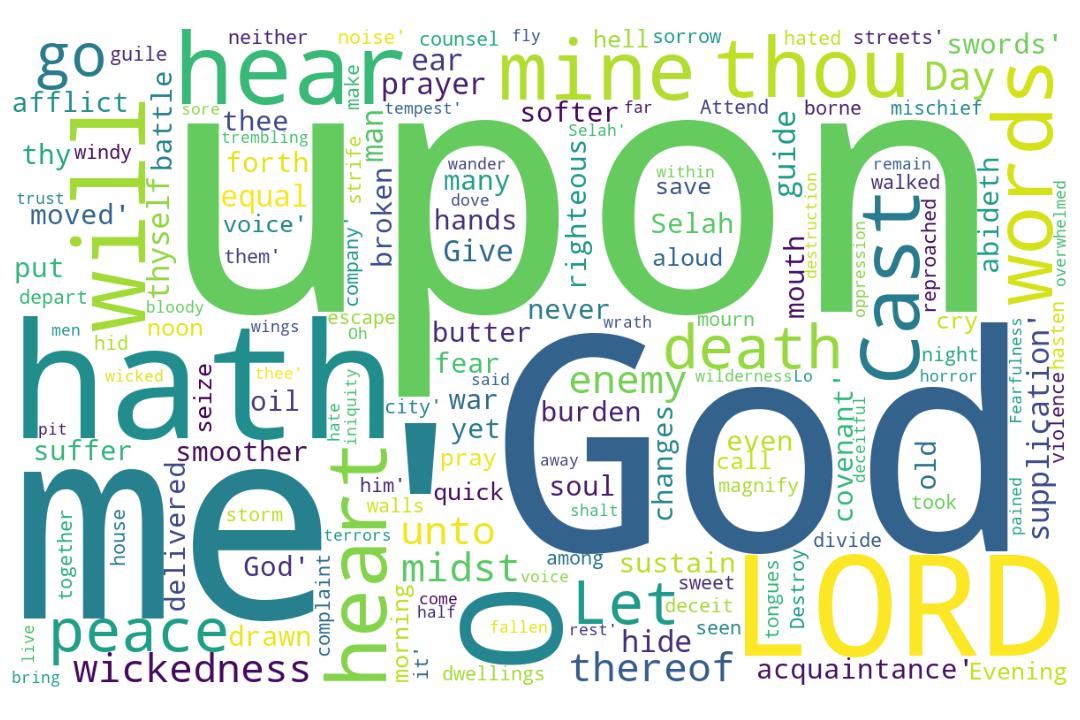 go
guile
hear
neither
noise'
counsel
fly
hell
sorrow
hated
streets'
swords'
afflict
battle
make
ear
prayer
mine
thou
Day
words
will
sore
thee
man
tempest'
softer
far
Attend
borne
mischief
thy
windy
trembling
forth
strife
Selah'
righteous
guide
remain
abideth
trust
moved'
thyself
equal
voice'
them'
company'
broken
upon
wander
many
dove
hands
Give
within
save
Selah
aloud
mouth
destruction
oppression
walked
cast
reproached
overwhelmed
put
depart
bloody
men
hid
noon
wings
escape
Oh
butter
never
wrath
mourn
cry
hasten
hath
wicked
seize
thee'
oil
hate
iniquity
fear
said
city'
war
God
enemy
death
wildernessLo
night
horror
Fearfulness
violence
supplication'
pit
suffer
smoother
yet
burden
changes
even
call
magnify
covenant
-
deceitful
old
took
pained
'
me
together
house
delivered
storm
God'
heart
him'
walls
pray
quick
away
soul
shalt
terrors
unto
midst
voice
among
sustain
divide
LORD
live
peace
drawn
complaint
morning
come
half
O
fallen
Let
rest'
sweet
deceit
hide
seen
tongues
Destroy
bring
wickedness
it'
dwellings
thereof
acquaintance'
Evening